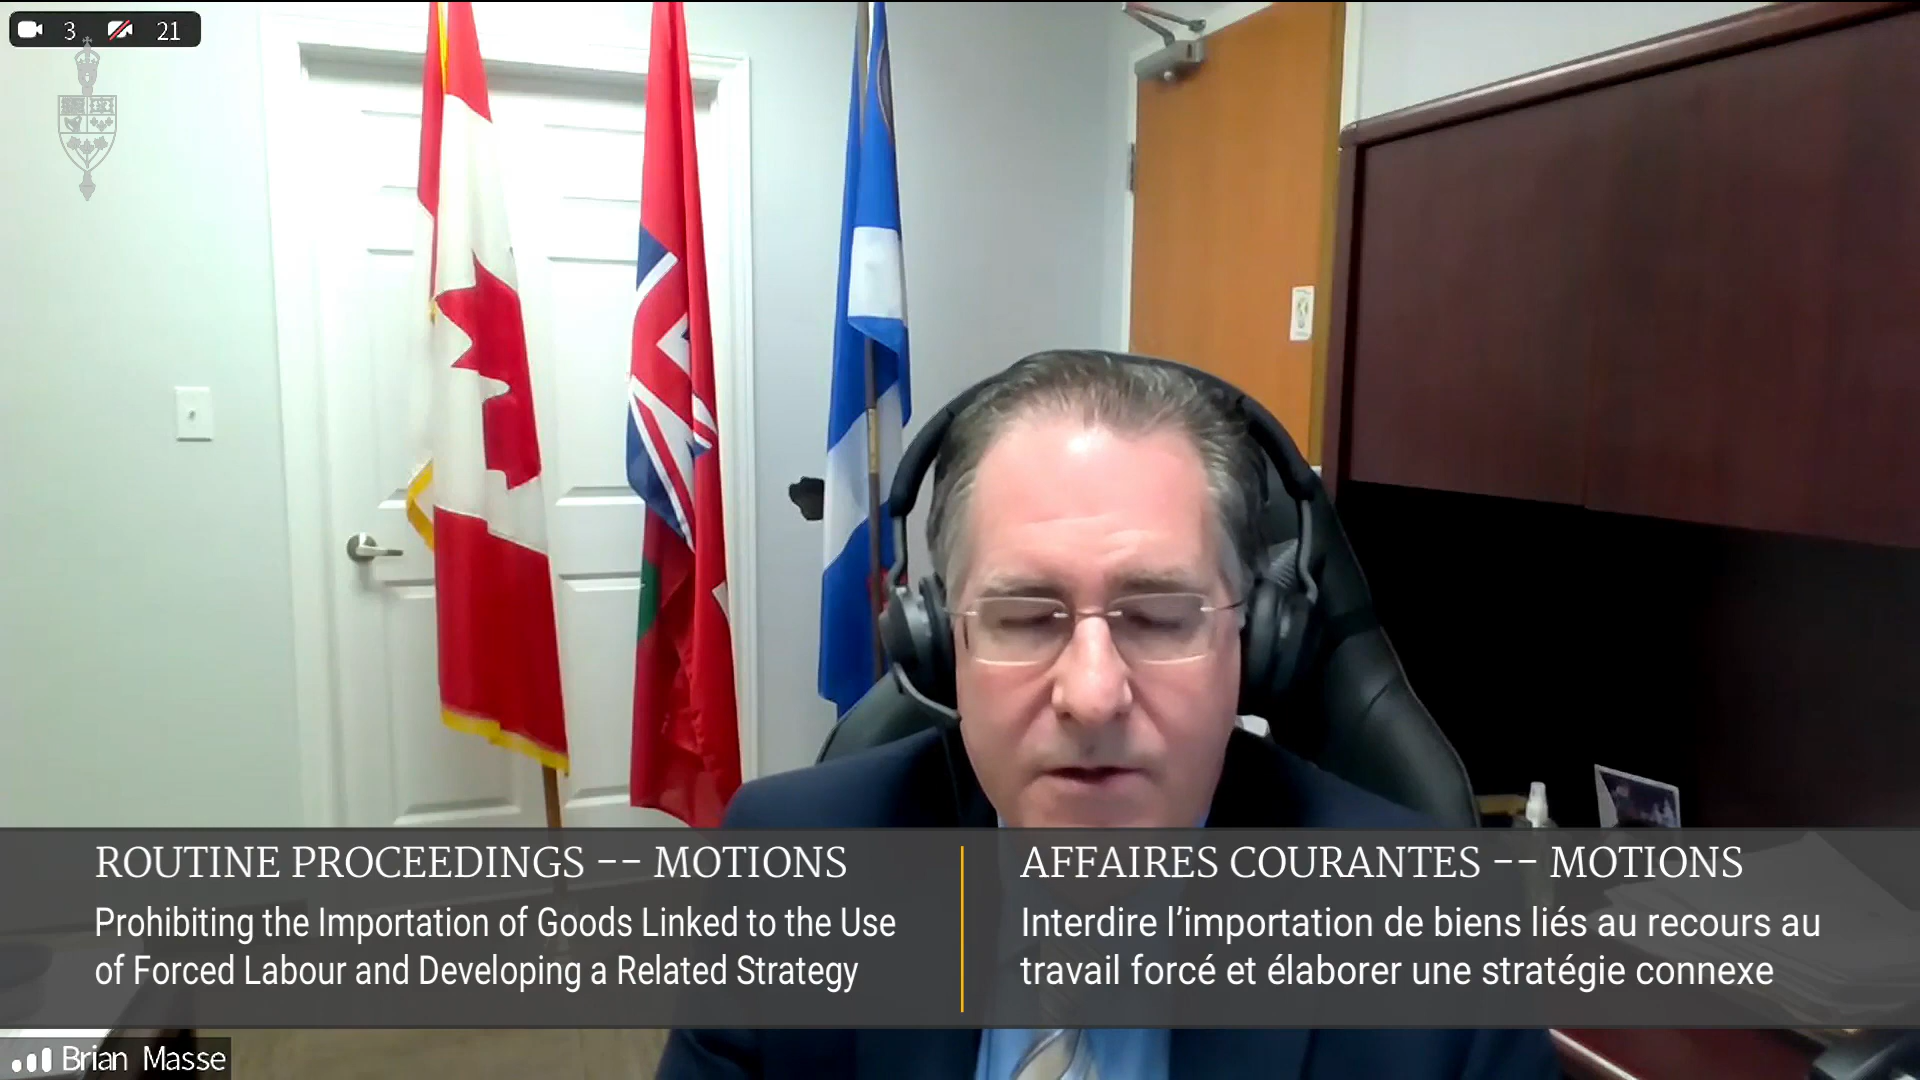 3 21
ROUTINE PROCEEDINGS -- MOTIONS
Prohibiting the Importation of Goods Linked to the Use
of Forced Labour and Developing a Related Strategy
AFFAIRES COURANTES -- MOTIONS
Interdire l’importation de biens liés au recours au
travail forcé et élaborer une stratégie connexe
Brian Masse